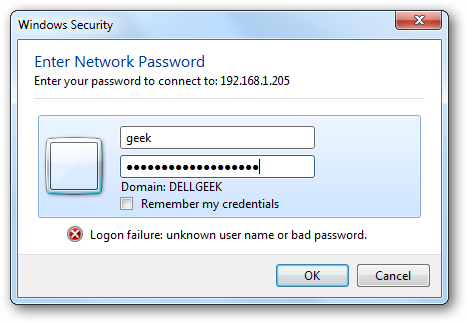 Windows Security
Enter Network Password
Enter your password to connect to: 192.168.1.205
geek
●●●●●●●●●●●●●●●●●●●
Domain: DELLGEEK
Remember my credentials
Logon failure: unknown user name or bad password.
OK Cancel